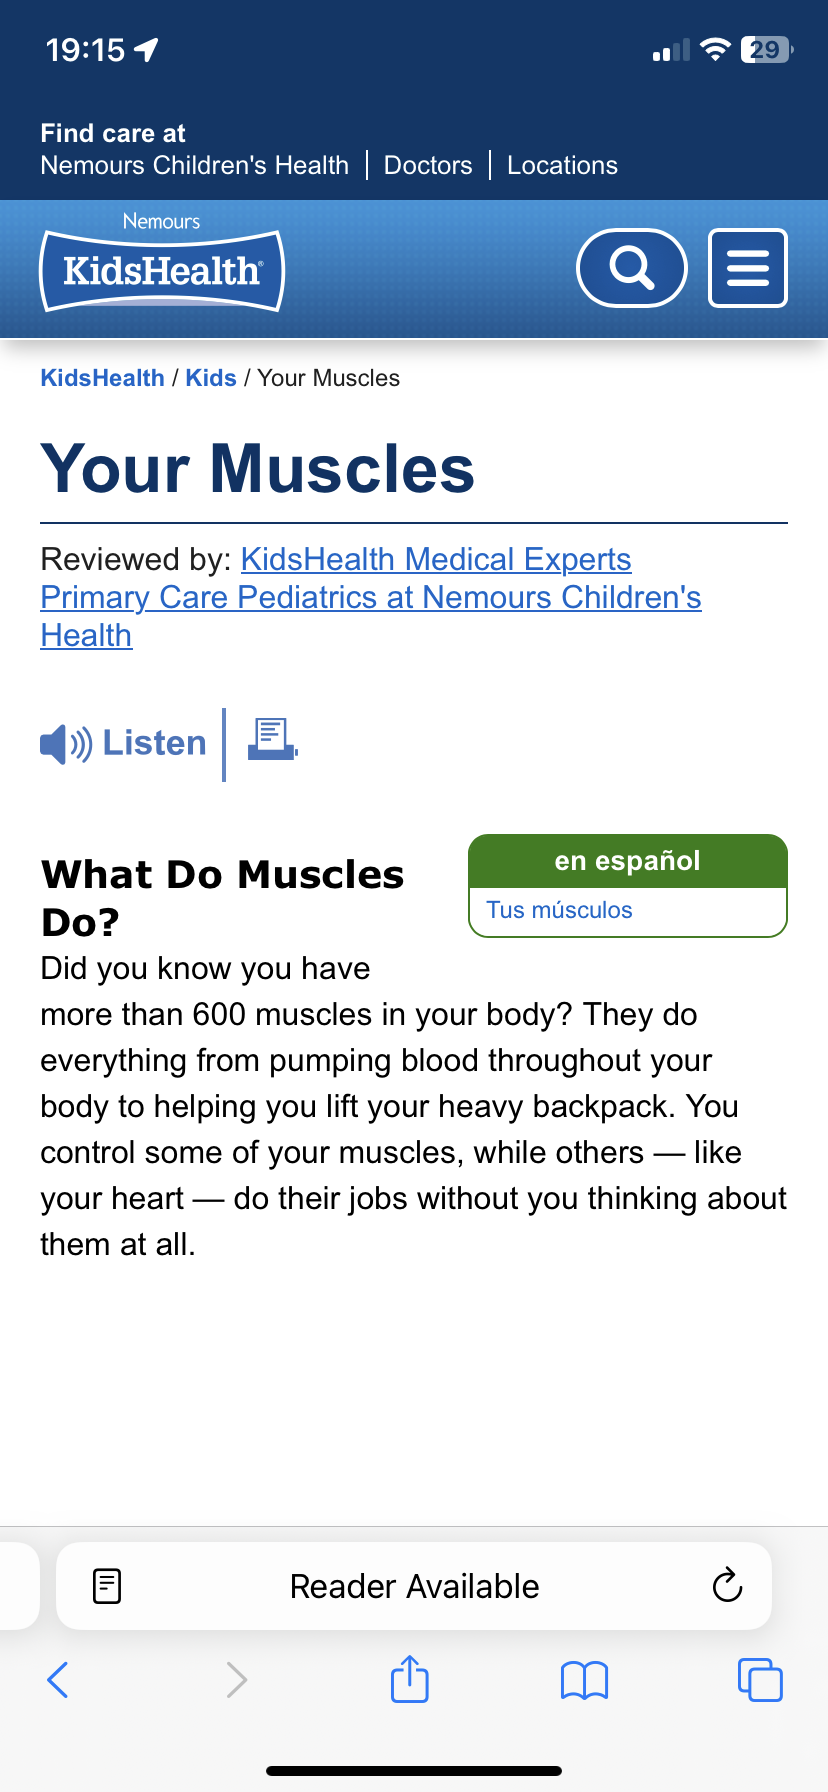 19:15
29
Find care at
Nemours Children's Health | Doctors | Locations
Nemours
KidsHealth®
KidsHealth / Kids / Your Muscles
Your Muscles
Reviewed by: KidsHealth Medical Experts
Primary Care Pediatrics at Nemours Children's
Health
Listen
en español
Tus músculos
What Do Muscles
Do?
Did you know you have
more than 600 muscles in your body? They do
everything from pumping blood throughout your
body to helping you lift your heavy backpack. You
control some of your muscles, while others — like
your heart — do their jobs without you thinking about
them at all.
Reader Available